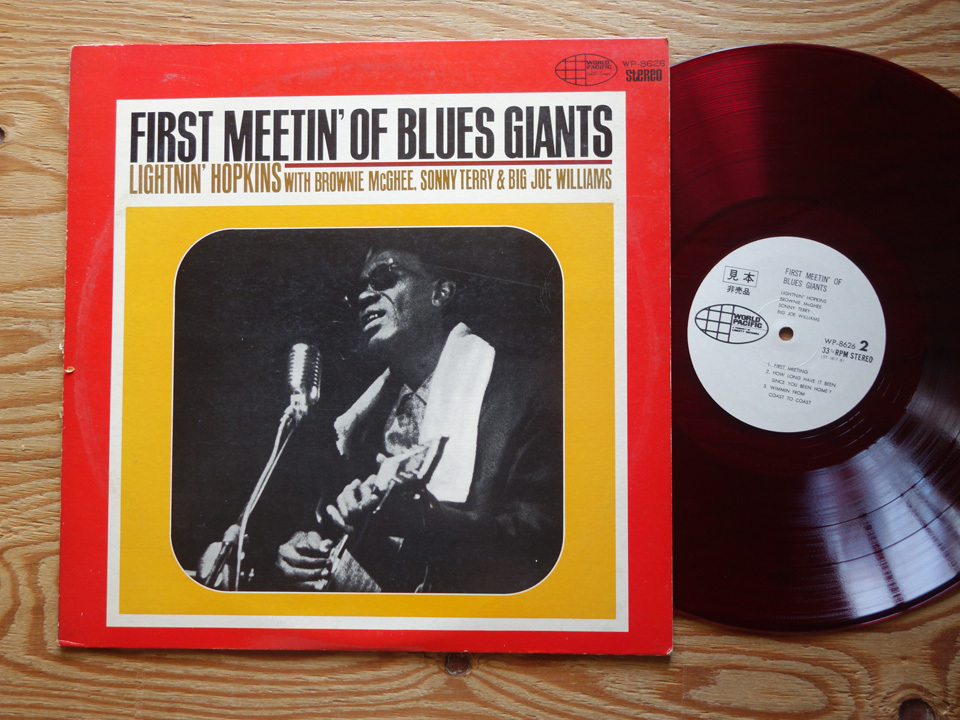 WORLD
PACIFIC
WP-8626
STEREO
FIRST MEETIN' OF BLUES GIANTS
LIGHTNIN' HOPKINS WITH BROWNIE McGHEE, SONNY TERRY & BIG JOE WILLIAMS
見本
非売品
FIRST MEETIN' OF
BLUES GIANTS
LIGHTNIN' HOPKINS
BROWNIE McGHEE
SONNY TERRY
BIG JOE WILLIAMS
WORLD
PACIFIC
WP-8626 2
33⅓ RPM STEREO
1. FIRST MEETING
2. HOW LONG HAVE IT BEEN
SINCE YOU BEEN HOME?
3. WIMMIN FROM
COAST TO COAST